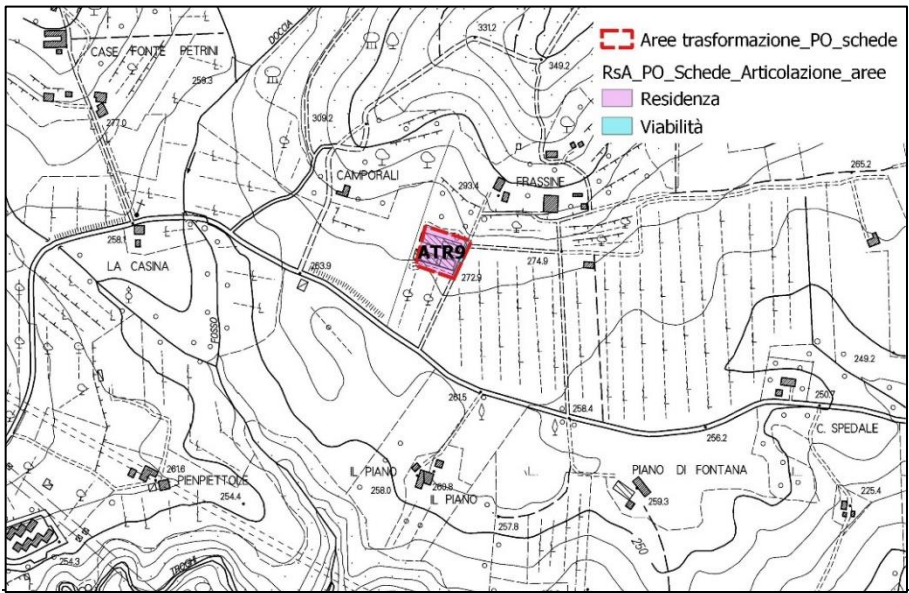 Aree trasformazione_PO_schede
RsA_PO_Schede_Articolazione_aree
Residenza
Viabilità
CASE FONTE PETRINI
DOCCIA
331.2
349.2
259.3
277.0
309.2
265.2
CAMPORALI
293.4
FRASSINE
258.1
ATR9
LA CASINA
263.9
272.9
274.9
FOSSO
249.2
261.5
258.4
250.7
256.2
C. SPEDALE
261.6
PIENPIETTOLE
254.4
IL PIANO
258.0
260.8
IL PIANO
PIANO DI FONTANA
259.3
225.4
257.8
250
254.3
TROGHI